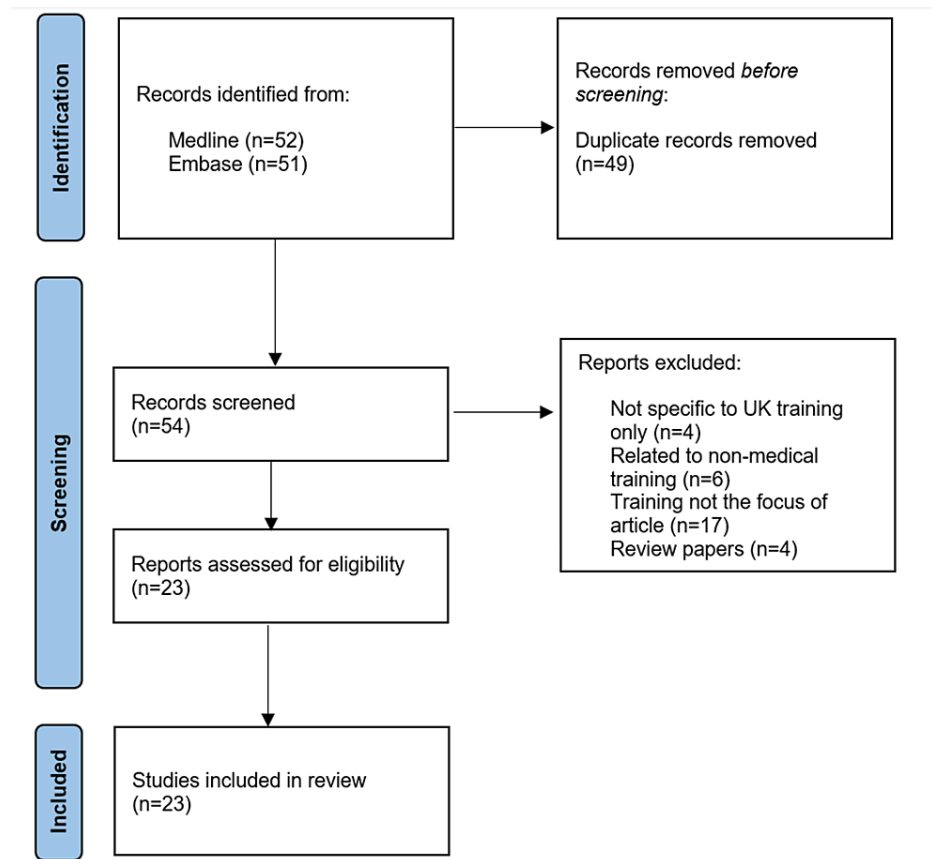 Identification
Records identified from:
Medline (n=52)
Embase (n=51)
Records removed before
screening:
Duplicate records removed
(n=49)
Screening
Records screened
(n=54)
Reports excluded:
Not specific to UK training
only (n=4)
Related to non-medical
training (n=6)
Training not the focus of
article (n=17)
Review papers (n=4)
Reports assessed for eligibility
(n=23)
Included
Studies included in review
(n=23)